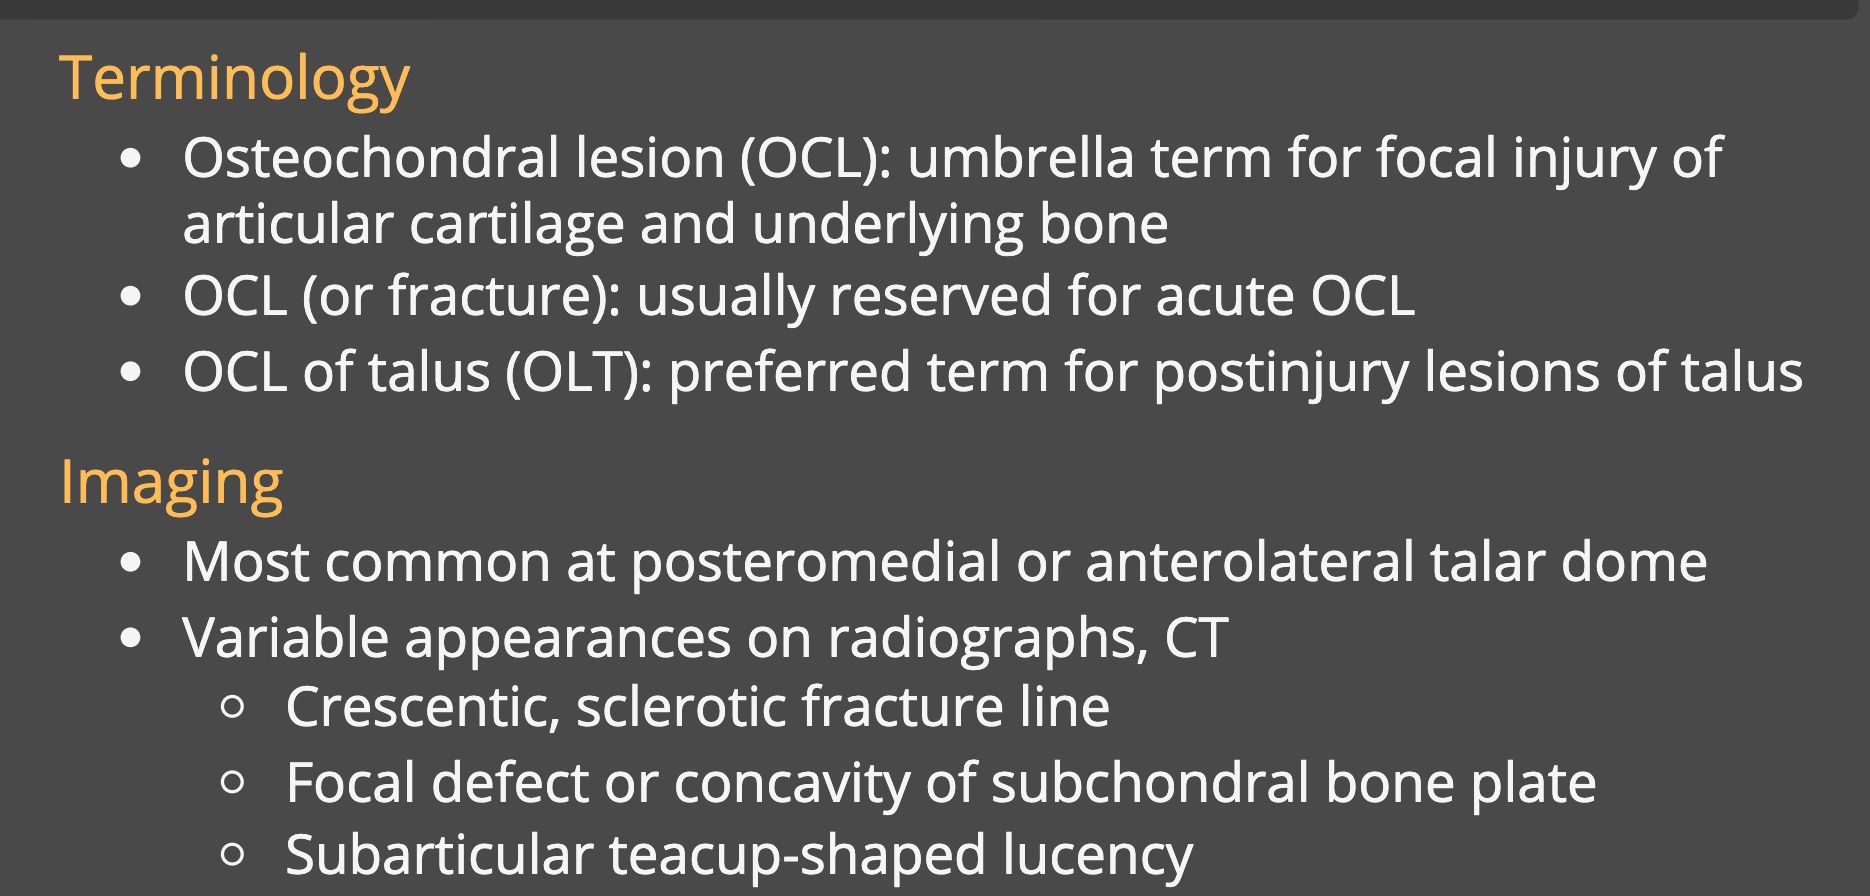 Terminology
• Osteochondral lesion (OCL): umbrella term for focal injury of
articular cartilage and underlying bone
• OCL (or fracture): usually reserved for acute OCL
• OCL of talus (OLT): preferred term for postinjury lesions of talus
Imaging
• Most common at posteromedial or anterolateral talar dome
• Variable appearances on radiographs, CT
○ Crescentic, sclerotic fracture line
○ Focal defect or concavity of subchondral bone plate
○ Subarticular teacup-shaped lucency